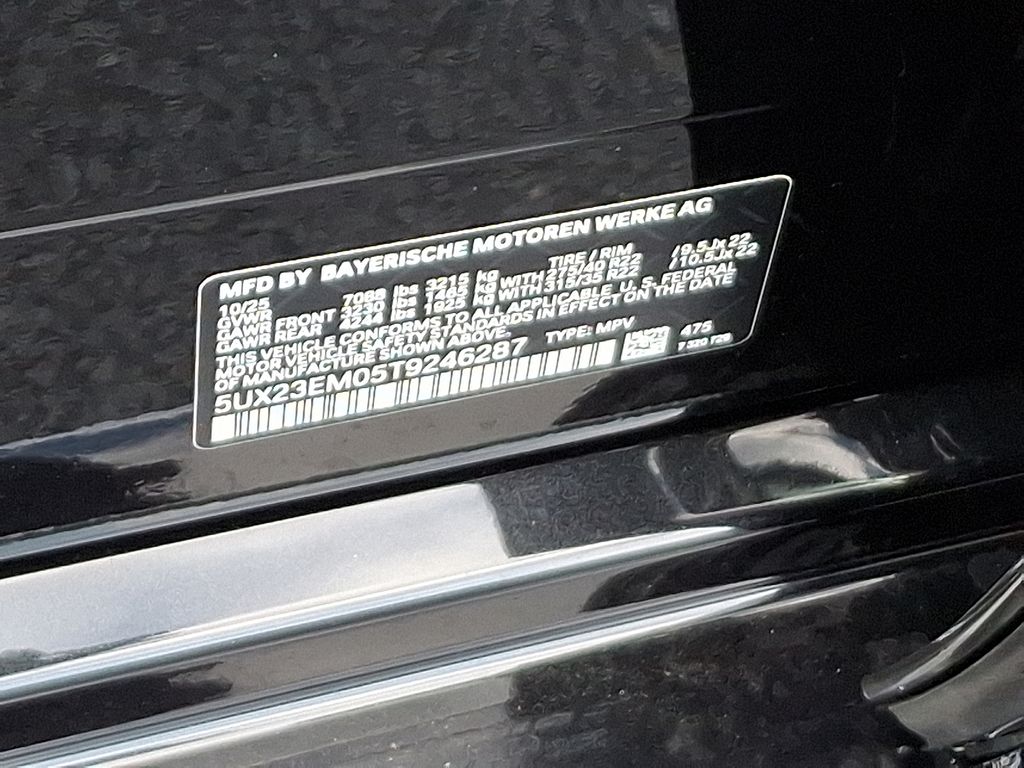 MFD BY BAYERISCHE MOTOREN WERKE AG
10/25
GVWR 7088 lbs 3215 kg TIRE / RIM
GAWR FRONT 3230 lbs 1465 kg WITH 275/40 R22 /9.5Jx22
GAWR REAR 4244 lbs 1925 kg WITH 315/35 R22 /10.5Jx22
THIS VEHICLE CONFORMS TO ALL APPLICABLE U. S. FEDERAL
MOTOR VEHICLE SAFETY STANDARDS IN EFFECT ON THE DATE
OF MANUFACTURE SHOWN ABOVE.
5UX23EM05T9246287 TYPE: MPV 475